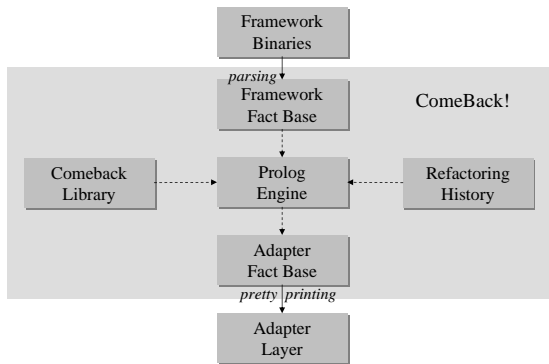 Framework
Binaries
parsing
Framework
Fact Base
ComeBack!
Comeback
Library
Prolog
Engine
Refactoring
History
Adapter
Fact Base
pretty printing
Adapter
Layer